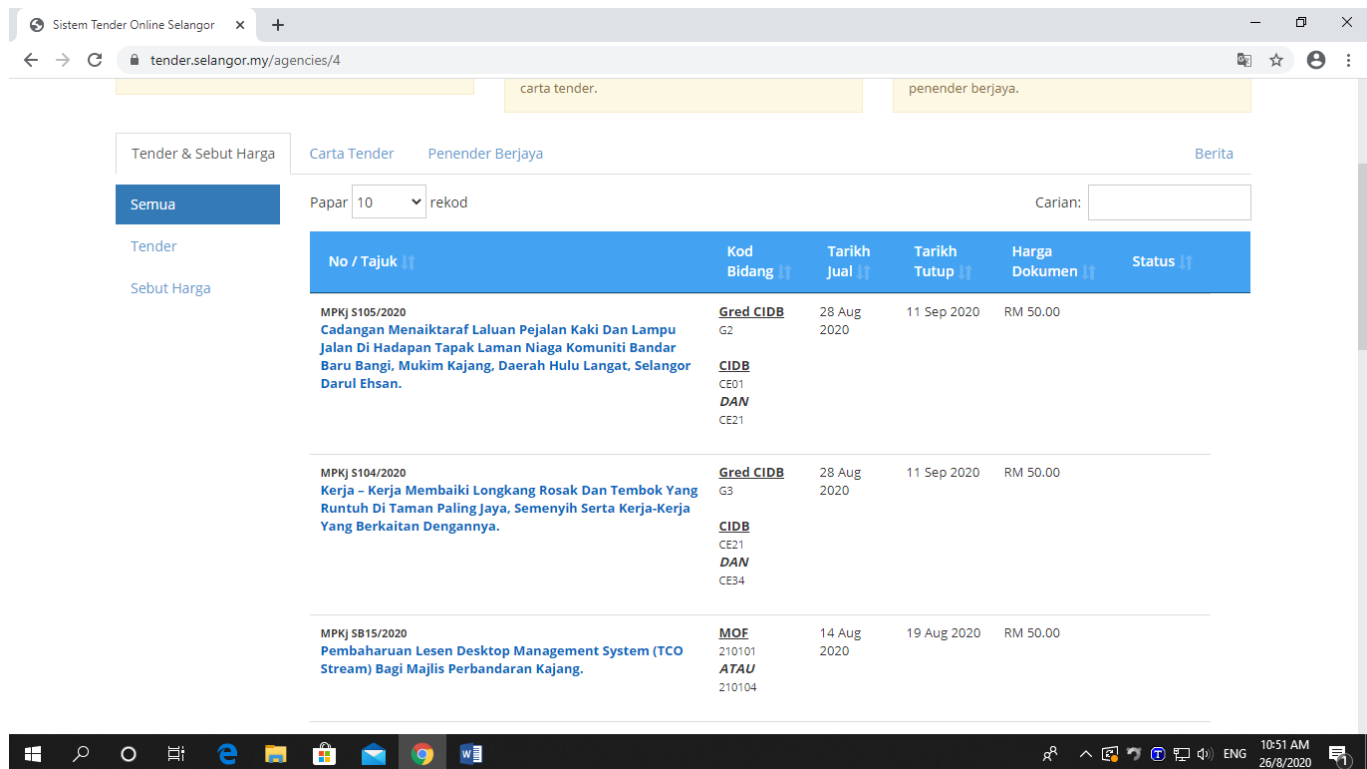 Sistem Tender Online Selangor
tender.selangor.my/agencies/4
carta tender.
penender berjaya.
Tender & Sebut Harga
Carta Tender
Penender Berjaya
Berita
Semua
Tender
Sebut Harga
Papar 10 rekod
Carian:
No / Tajuk
Kod
Bidang
Tarikh
Jual
Tarikh
Tutup
Harga
Dokumen
Status
MPKj S105/2020
Cadangan Menaiktaraf Laluan Pejalan Kaki Dan Lampu
Jalan Di Hadapan Tapak Laman Niaga Komuniti Bandar
Baru Bangi, Mukim Kajang, Daerah Hulu Langat, Selangor
Darul Ehsan.
Gred CIDB
G2
CIDB
CE01
DAN
CE21
28 Aug
2020
11 Sep 2020
RM 50.00
MPKj S104/2020
Kerja – Kerja Membaiki Longkang Rosak Dan Tembok Yang
Runtuh Di Taman Paling Jaya, Semenyih Serta Kerja-Kerja
Yang Berkaitan Dengannya.
Gred CIDB
G3
CIDB
CE21
DAN
CE34
28 Aug
2020
11 Sep 2020
RM 50.00
MPKj SB15/2020
Pembaharuan Lesen Desktop Management System (TCO
Stream) Bagi Majlis Perbandaran Kajang.
MOF
210101
ATAU
210104
14 Aug
2020
19 Aug 2020
RM 50.00
ENG
10:51 AM
26/8/2020